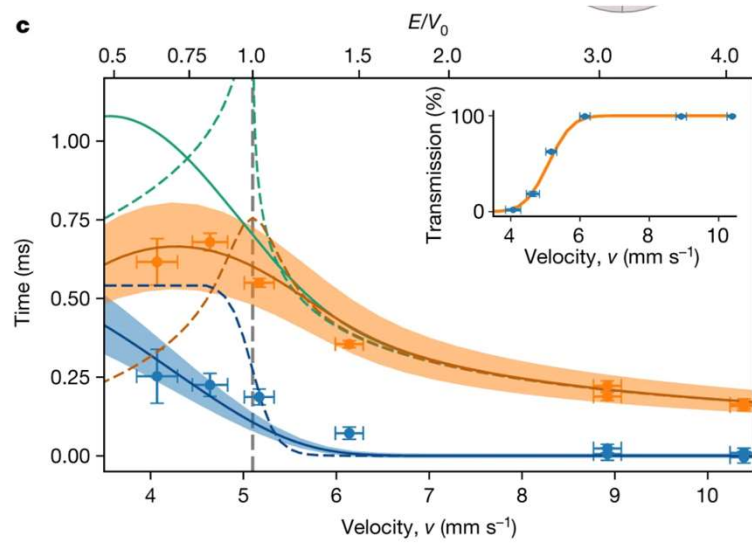 c
E/V0
0.5 0.75 1.0 1.5 2.0 3.0 4.0
Time (ms)
1.00
0.75
0.50
0.25
0.00
4 5 6 7 8 9 10
Velocity, v (mm s−1)
Transmission (%)
100
0
4 6 8 10
Velocity, v (mm s−1)